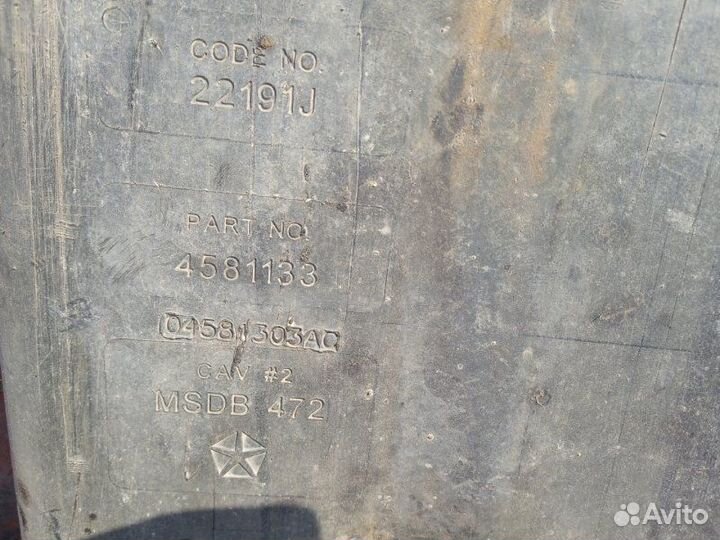 CODE NO.
22191J
PART NO.
4581133
04581303AC
CAV #2
MSDB 472
Avito